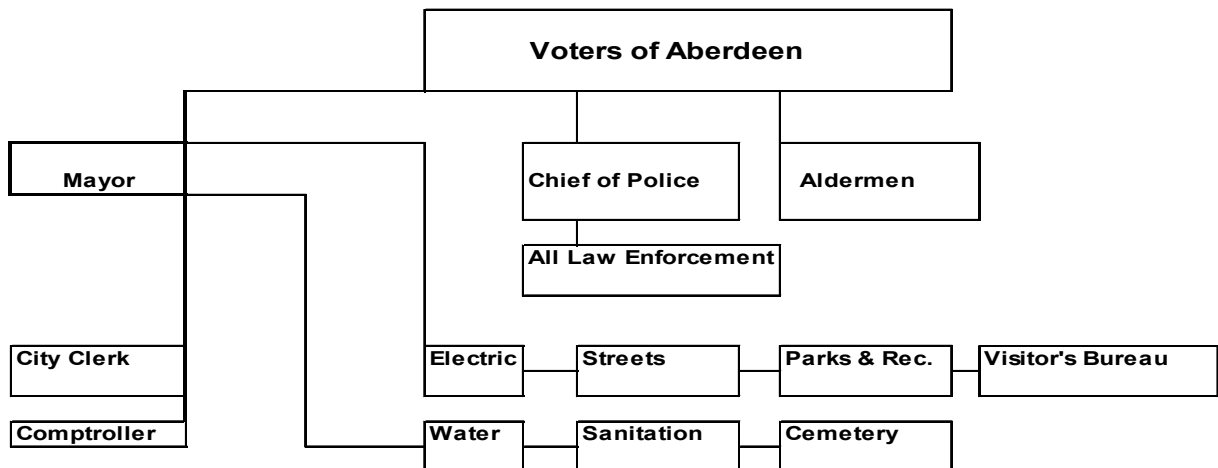 Voters of Aberdeen
Mayor
Chief of Police
Aldermen
All Law Enforcement
City Clerk
Electric
Streets
Parks & Rec.
Visitor's Bureau
Comptroller
Water
Sanitation
Cemetery